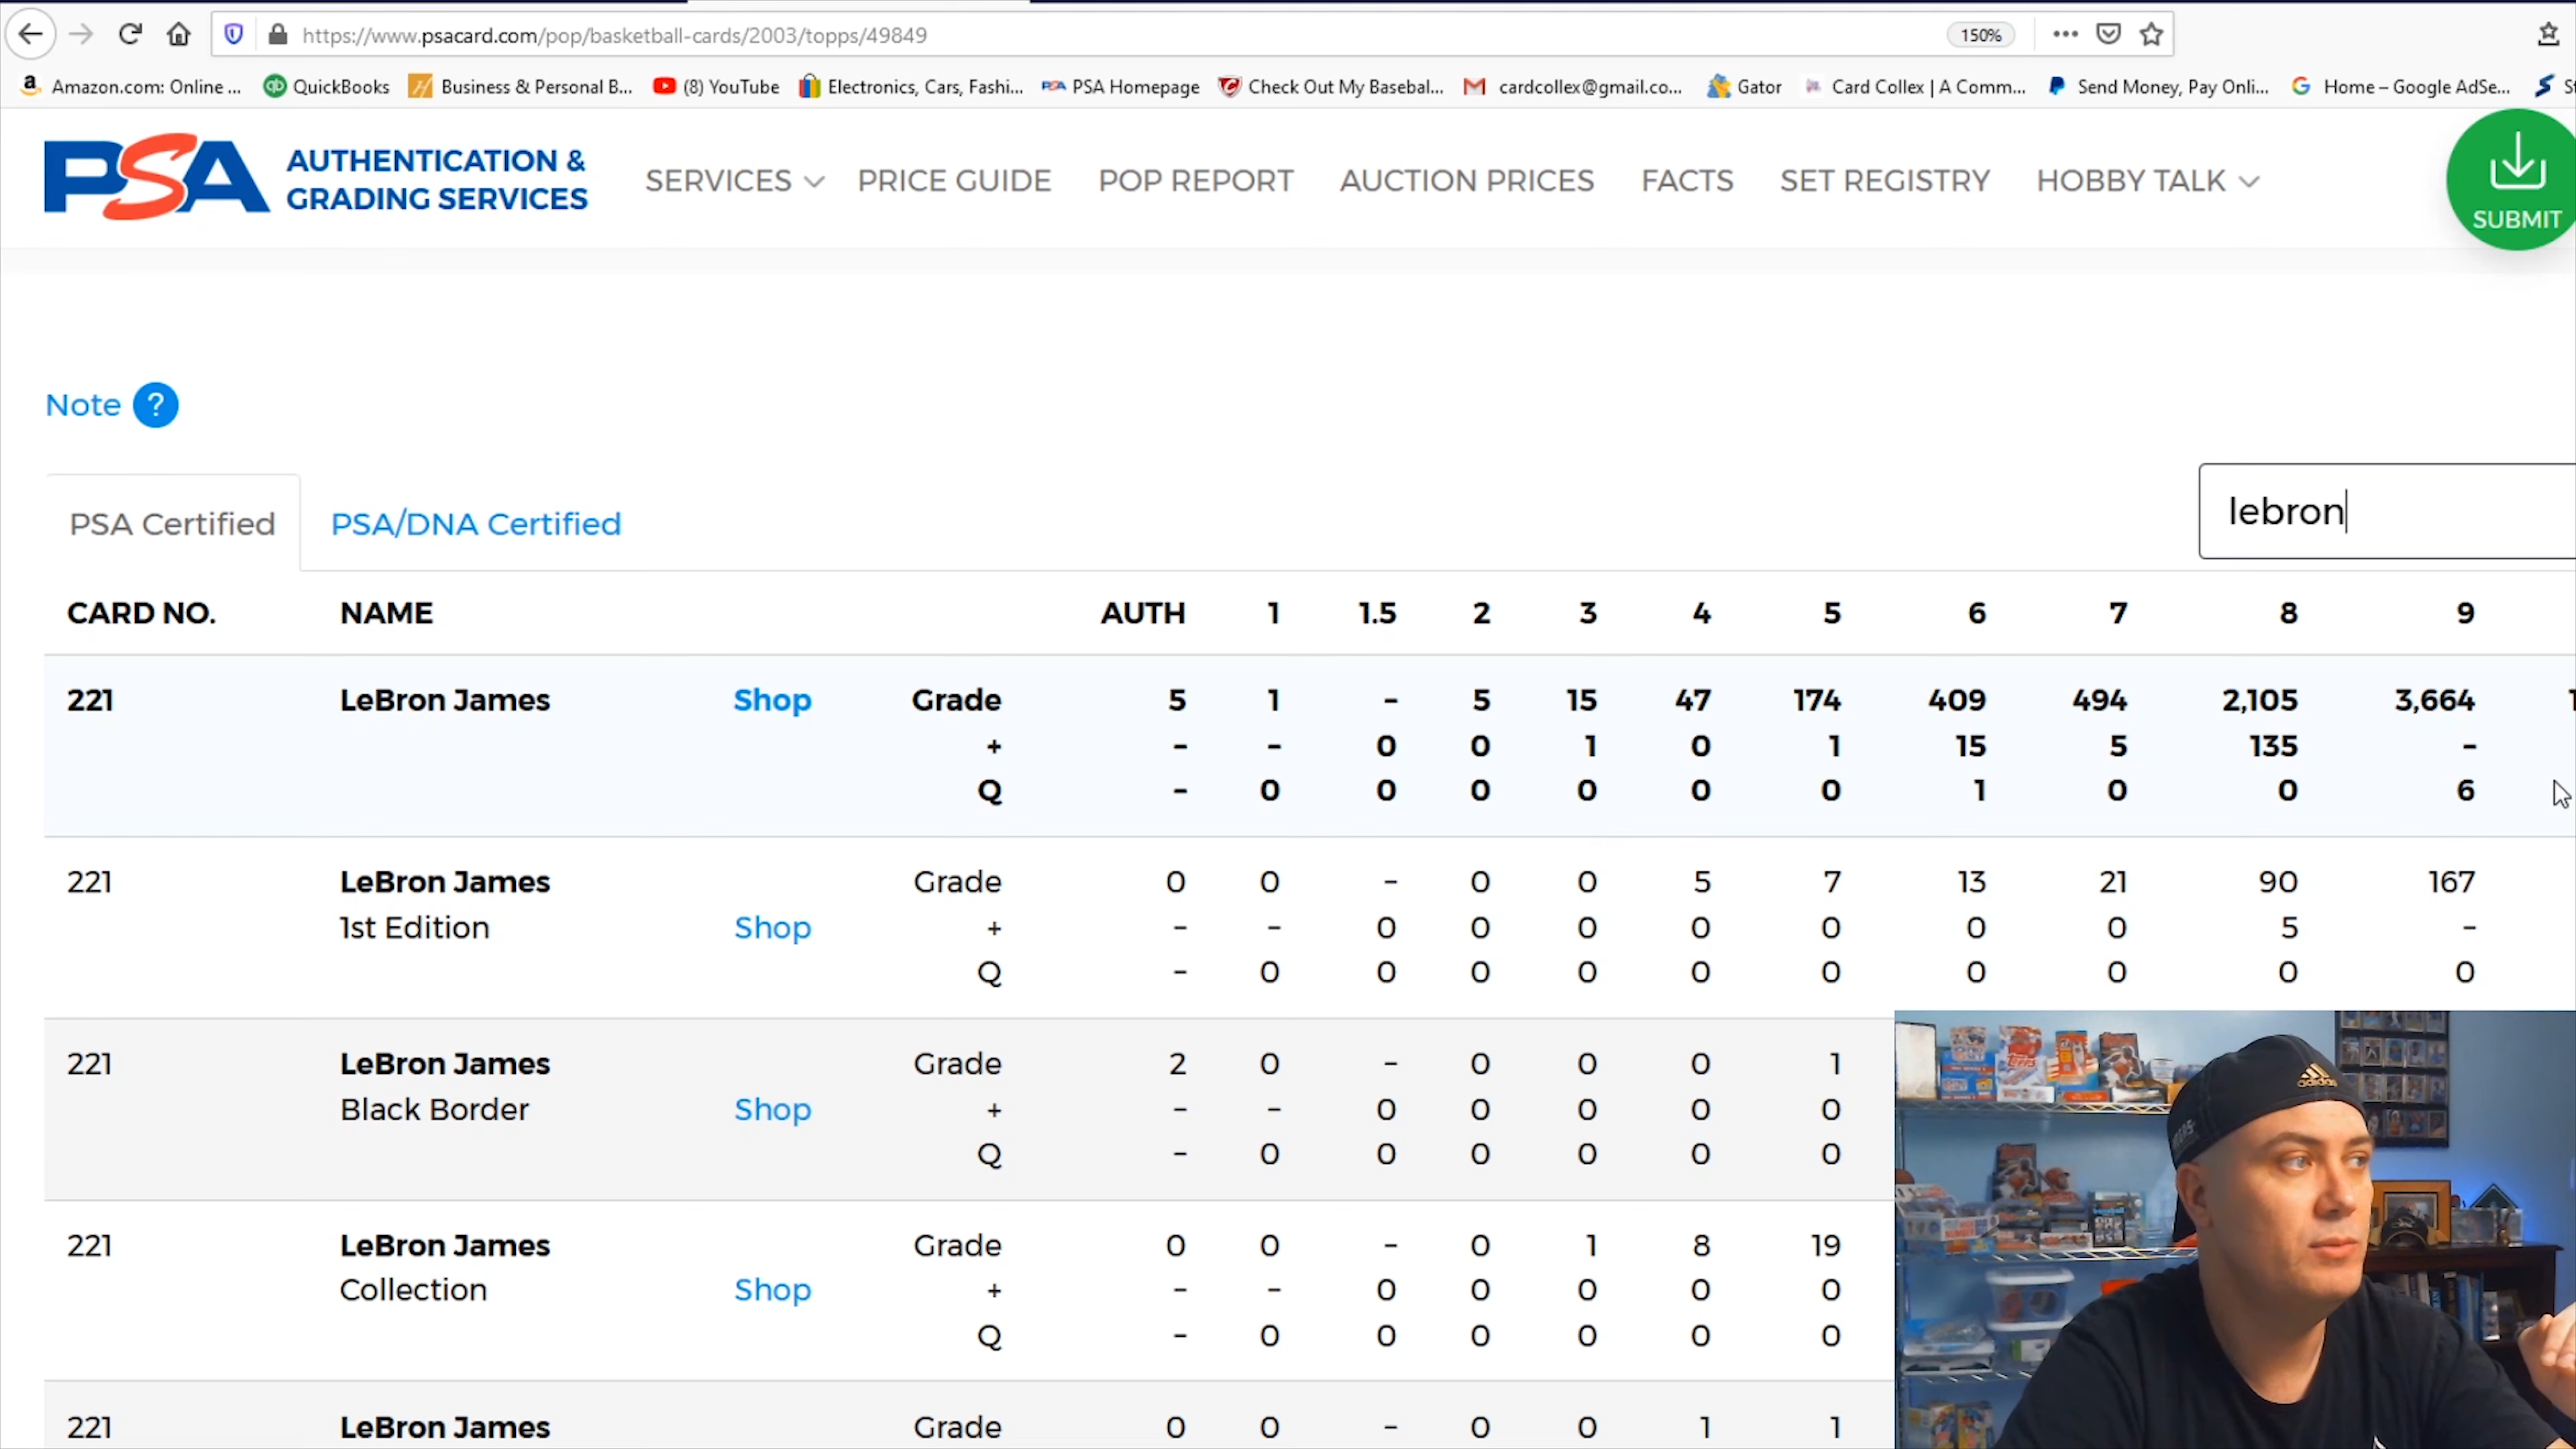 https://www.psacard.com/pop/basketball-cards/2003/topps/49849 150%
Amazon.com: Online ... QuickBooks Business & Personal B... (8) YouTube Electronics, Cars, Fashi... PSA Homepage Check Out My Basebal... cardcollex@gmail.co... Gator Card Collex | A Comm... Send Money, Pay Onli... Home – Google AdSe...
PSA AUTHENTICATION &
GRADING SERVICES
SERVICES PRICE GUIDE POP REPORT AUCTION PRICES FACTS SET REGISTRY HOBBY TALK SUBMIT
Note ?
PSA Certified PSA/DNA Certified lebron
CARD NO. NAME AUTH 1 1.5 2 3 4 5 6 7 8 9
221 LeBron James Shop Grade 5 1 - 5 15 47 174 409 494 2,105 3,664
+ - - 0 0 1 0 1 15 5 135 -
Q - 0 0 0 0 0 0 1 0 0 6
221 LeBron James Grade 0 0 - 0 0 5 7 13 21 90 167
1st Edition Shop + - - 0 0 0 0 0 0 0 5 -
Q - 0 0 0 0 0 0 0 0 0 0
221 LeBron James Grade 2 0 - 0 0 0 1
Black Border Shop + - - 0 0 0 0 0
Q - 0 0 0 0 0 0
221 LeBron James Grade 0 0 - 0 1 8 19
Collection Shop + - - 0 0 0 0 0
Q - 0 0 0 0 0 0
221 LeBron James Grade 0 0 - 0 0 1 1
adidas